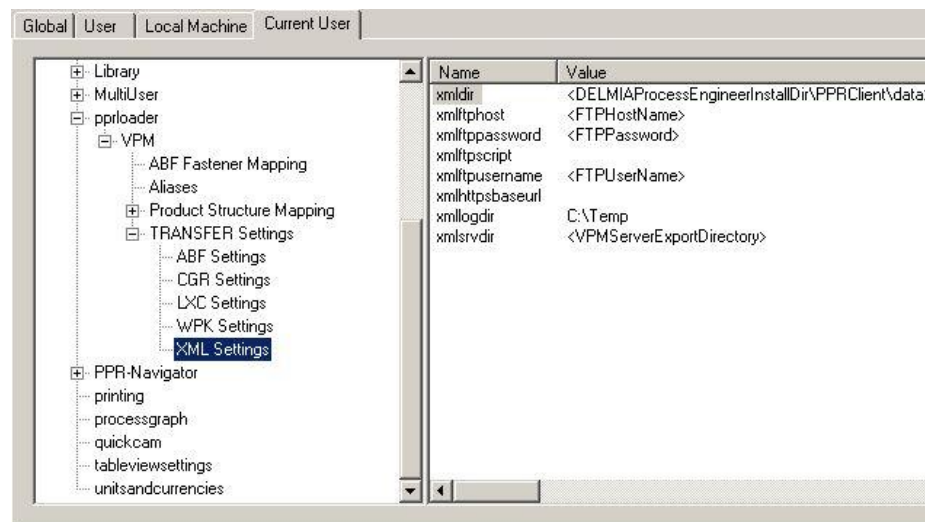 Global User Local Machine Current User
Library
MultiUser
pprloader
VPM
ABF Fastener Mapping
Aliases
Product Structure Mapping
TRANSFER Settings
ABF Settings
CGR Settings
LXC Settings
WPK Settings
XML Settings
PPR-Navigator
printing
processgraph
quickcam
tableviewsettings
unitsandcurrencies
Name Value
xmldir <DELMIAProcessEngineerInstallDir\PPRClient\data
xmlftphost <FTPHostName>
xmlftppassword <FTPPassword>
xmlftpscript
xmlftpusername <FTPUserName>
xmlhttpsbaseurl
xmllogdir C:\Temp
xmlsrvdir <VPMServerExportDirectory>